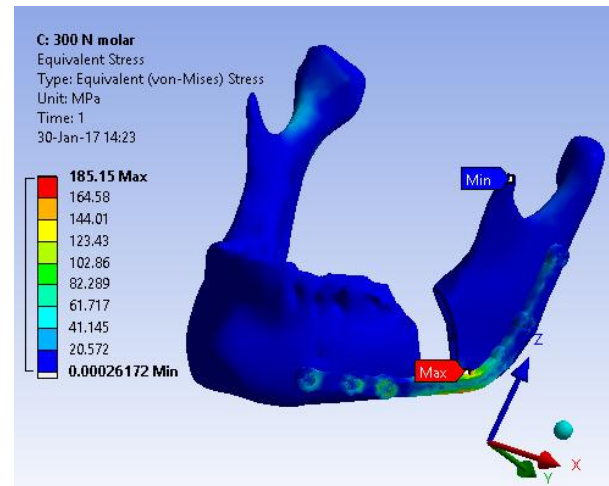 C: 300 N molar
Equivalent Stress
Type: Equivalent (von-Mises) Stress
Unit: MPa
Time: 1
30-Jan-17 14:23
185.15 Max
164.58
144.01
123.43
102.86
82.289
61.717
41.145
20.572
0.00026172 Min
Min
Max
Z
X
Y